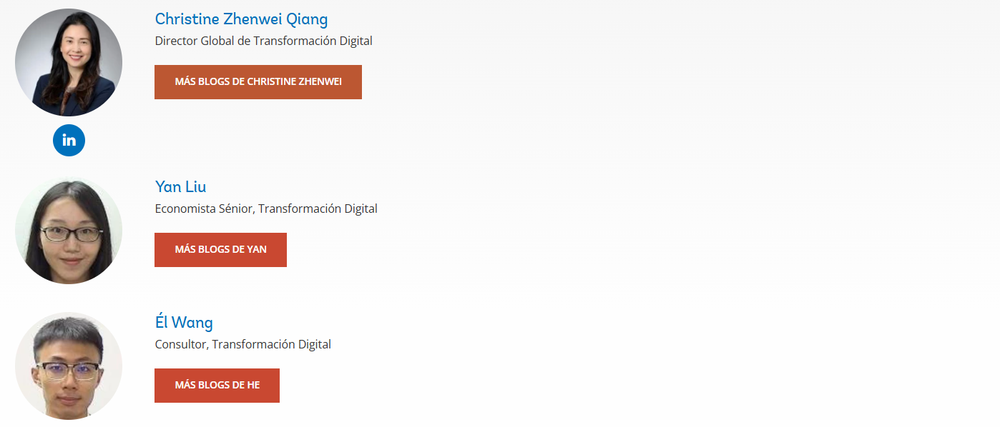 Christine Zhenwei Qiang
Director Global de Transformación Digital
MÁS BLOGS DE CHRISTINE ZHENWEI
in
Yan Liu
Economista Sénior, Transformación Digital
MÁS BLOGS DE YAN
Él Wang
Consultor, Transformación Digital
MÁS BLOGS DE HE